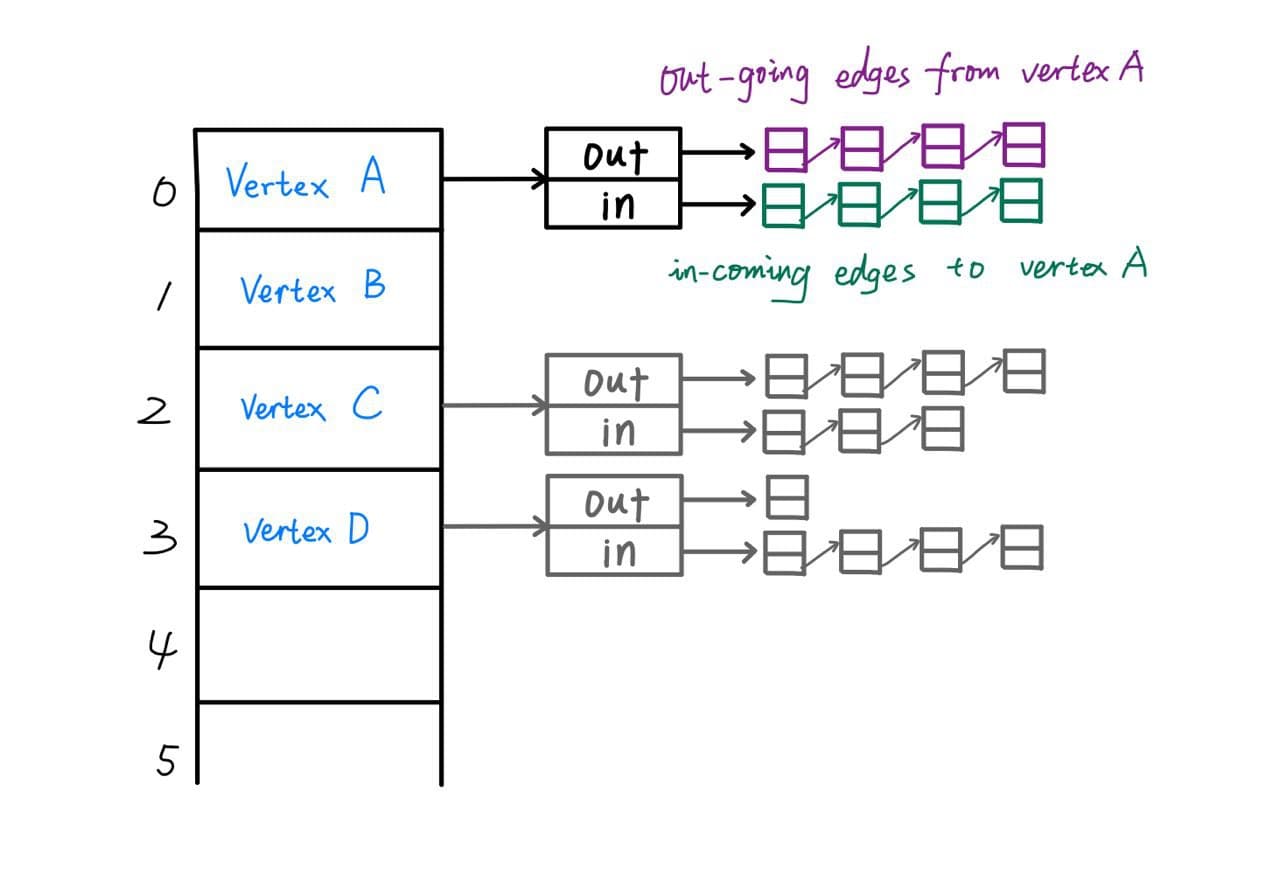 out-going edges from vertex A
0
Vertex A
out
in
in-coming edges to vertex A
1
Vertex B
2
Vertex C
out
in
3
Vertex D
out
in
4
5